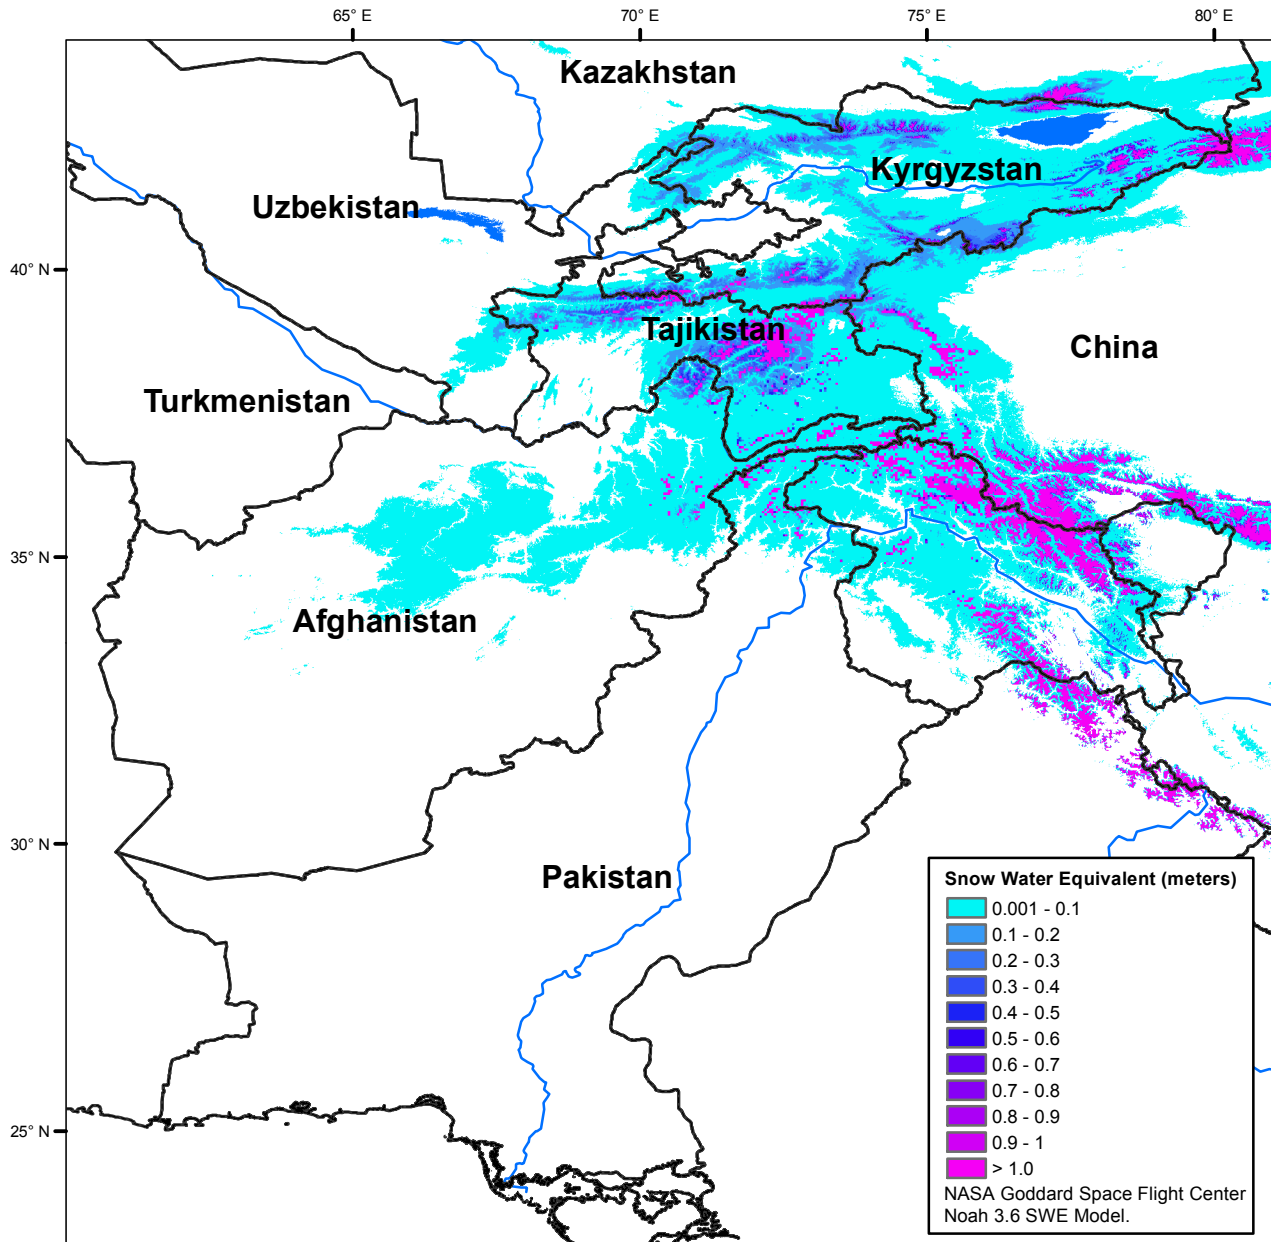 65° E
70° E
75° E
80° E
Kazakhstan
Kyrgyzstan
Uzbekistan
40° N
Tajikistan
China
Turkmenistan
35° N
Afghanistan
30° N
Pakistan
25° N
Snow Water Equivalent (meters)
0.001 - 0.1
0.1 - 0.2
0.2 - 0.3
0.3 - 0.4
0.4 - 0.5
0.5 - 0.6
0.6 - 0.7
0.7 - 0.8
0.8 - 0.9
0.9 - 1
> 1.0
NASA Goddard Space Flight Center
Noah 3.6 SWE Model.